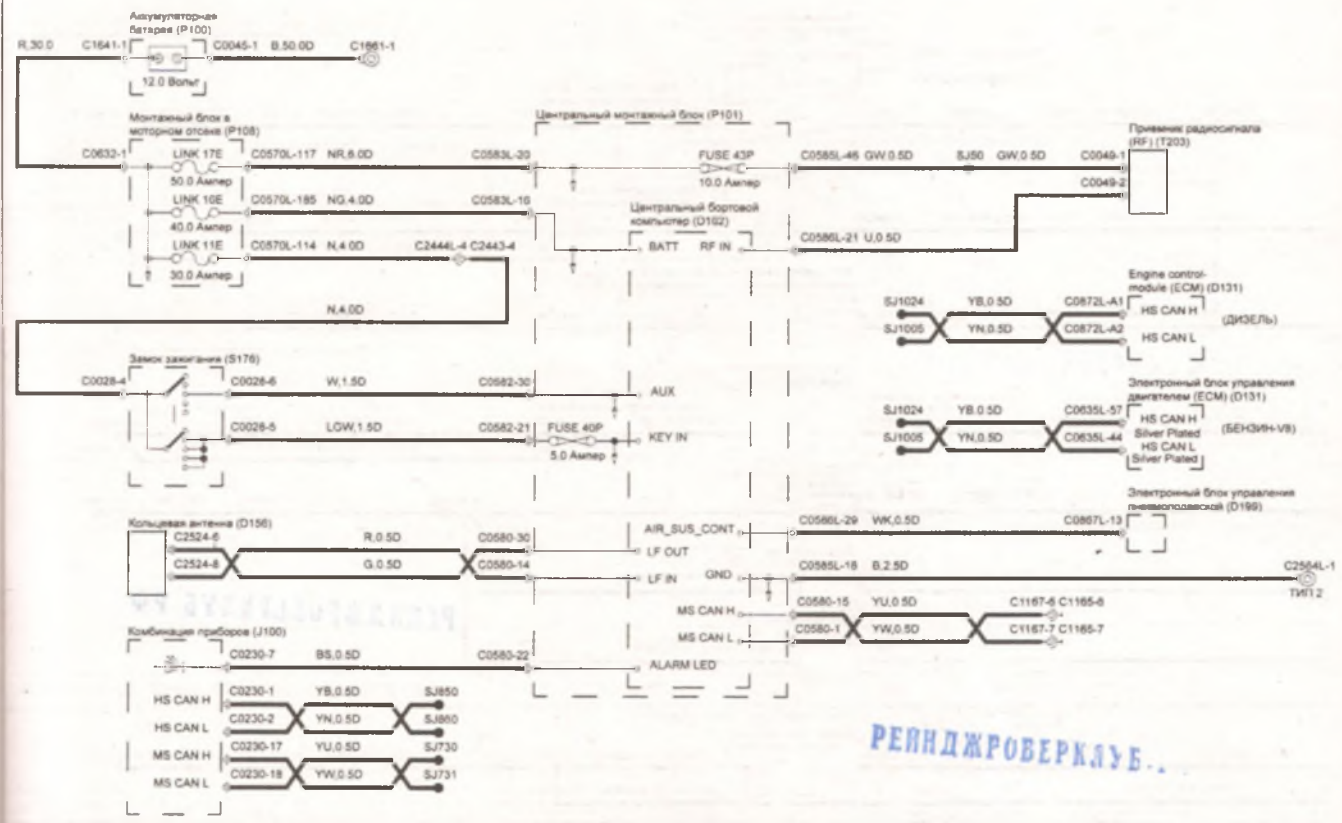 Аккумуляторная
батарея (P100)
R,30.0 C1641-1 C0045-1 B,50.0D C1661-1
12.0 Вольт
Монтажный блок в
моторном отсеке (P108)
C0632-1 LINK 17E C0570L-117 NR,6.0D C0583L-20
50.0 Ампер
LINK 10E C0570L-185 NG,4.0D C0583L-16
40.0 Ампер
LINK 11E C0570L-114 N,4.0D C2444L-4 C2443-4
30.0 Ампер
N,4.0D
Центральный монтажный блок (P101)
FUSE 43P C0585L-46 GW,0.5D SJ50 GW,0.5D C0049-1
10.0 Ампер
Приемник радиосигнала
(RF) (T203)
C0049-2
Центральный бортовой
компьютер (D102)
BATT RF IN C0586L-21 U,0.5D
Engine control-
module (ECM) (D131)
SJ1024 YB,0.5D C0872L-A1 HS CAN H
(ДИЗЕЛЬ)
SJ1005 YN,0.5D C0872L-A2 HS CAN L
Замок зажигания (S176)
C0028-4 C0028-6 W,1.5D C0582-30 AUX
C0028-5 LGW,1.5D C0582-21 FUSE 40P KEY IN
5.0 Ампер
Электронный блок управления
двигателем (ECM) (D131)
SJ1024 YB,0.5D C0635L-57 HS CAN H
Silver Plated
(БЕНЗИН-V8)
SJ1005 YN,0.5D C0635L-44 HS CAN L
Silver Plated
Электронный блок управления
пневмоподвеской (D199)
AIR_SUS_CONT C0586L-29 WK,0.5D C0867L-13
Кольцевая антенна (D156)
C2524-6 R,0.5D C0580-30 LF OUT
C2524-8 G,0.5D C0580-14 LF IN
GND C0585L-18 B,2.5D C2564L-1
ТИП 2
MS CAN H C0580-15 YU,0.5D C1167-6 C1165-6
MS CAN L C0580-1 YW,0.5D C1167-7 C1165-7
Комбинация приборов (J100)
C0230-7 BS,0.5D C0580-22 ALARM LED
HS CAN H C0230-1 YB,0.5D SJ850
HS CAN L C0230-2 YN,0.5D SJ860
MS CAN H C0230-17 YU,0.5D SJ730
MS CAN L C0230-18 YW,0.5D SJ731
РЕЙНДЖРОВЕРКЛУБ..